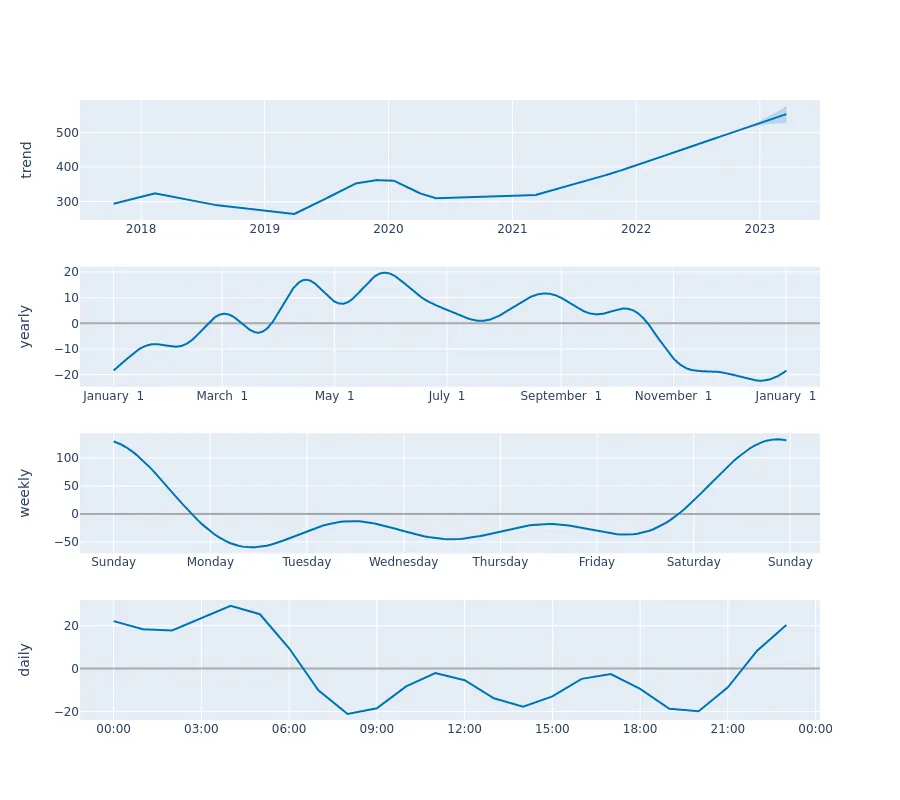 trend
500
400
300
2018 2019 2020 2021 2022 2023
yearly
20
10
0
−10
−20
January 1 March 1 May 1 July 1 September 1 November 1 January 1
weekly
100
50
0
−50
Sunday Monday Tuesday Wednesday Thursday Friday Saturday Sunday
daily
20
0
−20
00:00 03:00 06:00 09:00 12:00 15:00 18:00 21:00 00:00